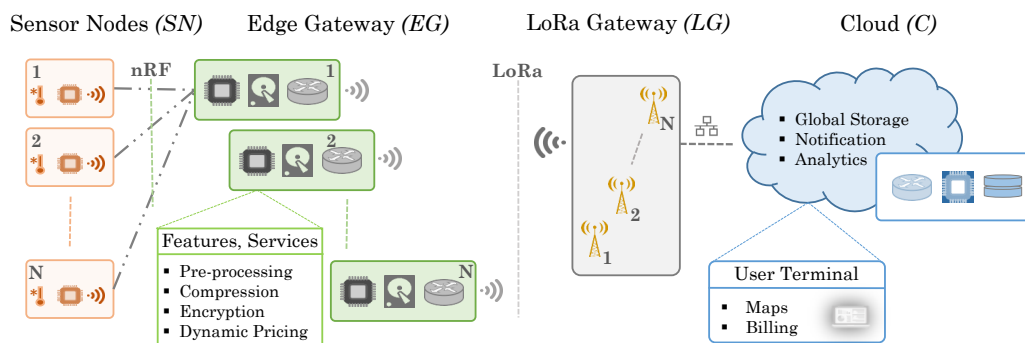 Sensor Nodes (SN)
Edge Gateway (EG)
LoRa Gateway (LG)
Cloud (C)
nRF
LoRa
1
2
N
1
2
N
Features, Services
▪ Pre-processing
▪ Compression
▪ Encryption
▪ Dynamic Pricing
N
2
1
▪ Global Storage
▪ Notification
▪ Analytics
User Terminal
▪ Maps
▪ Billing